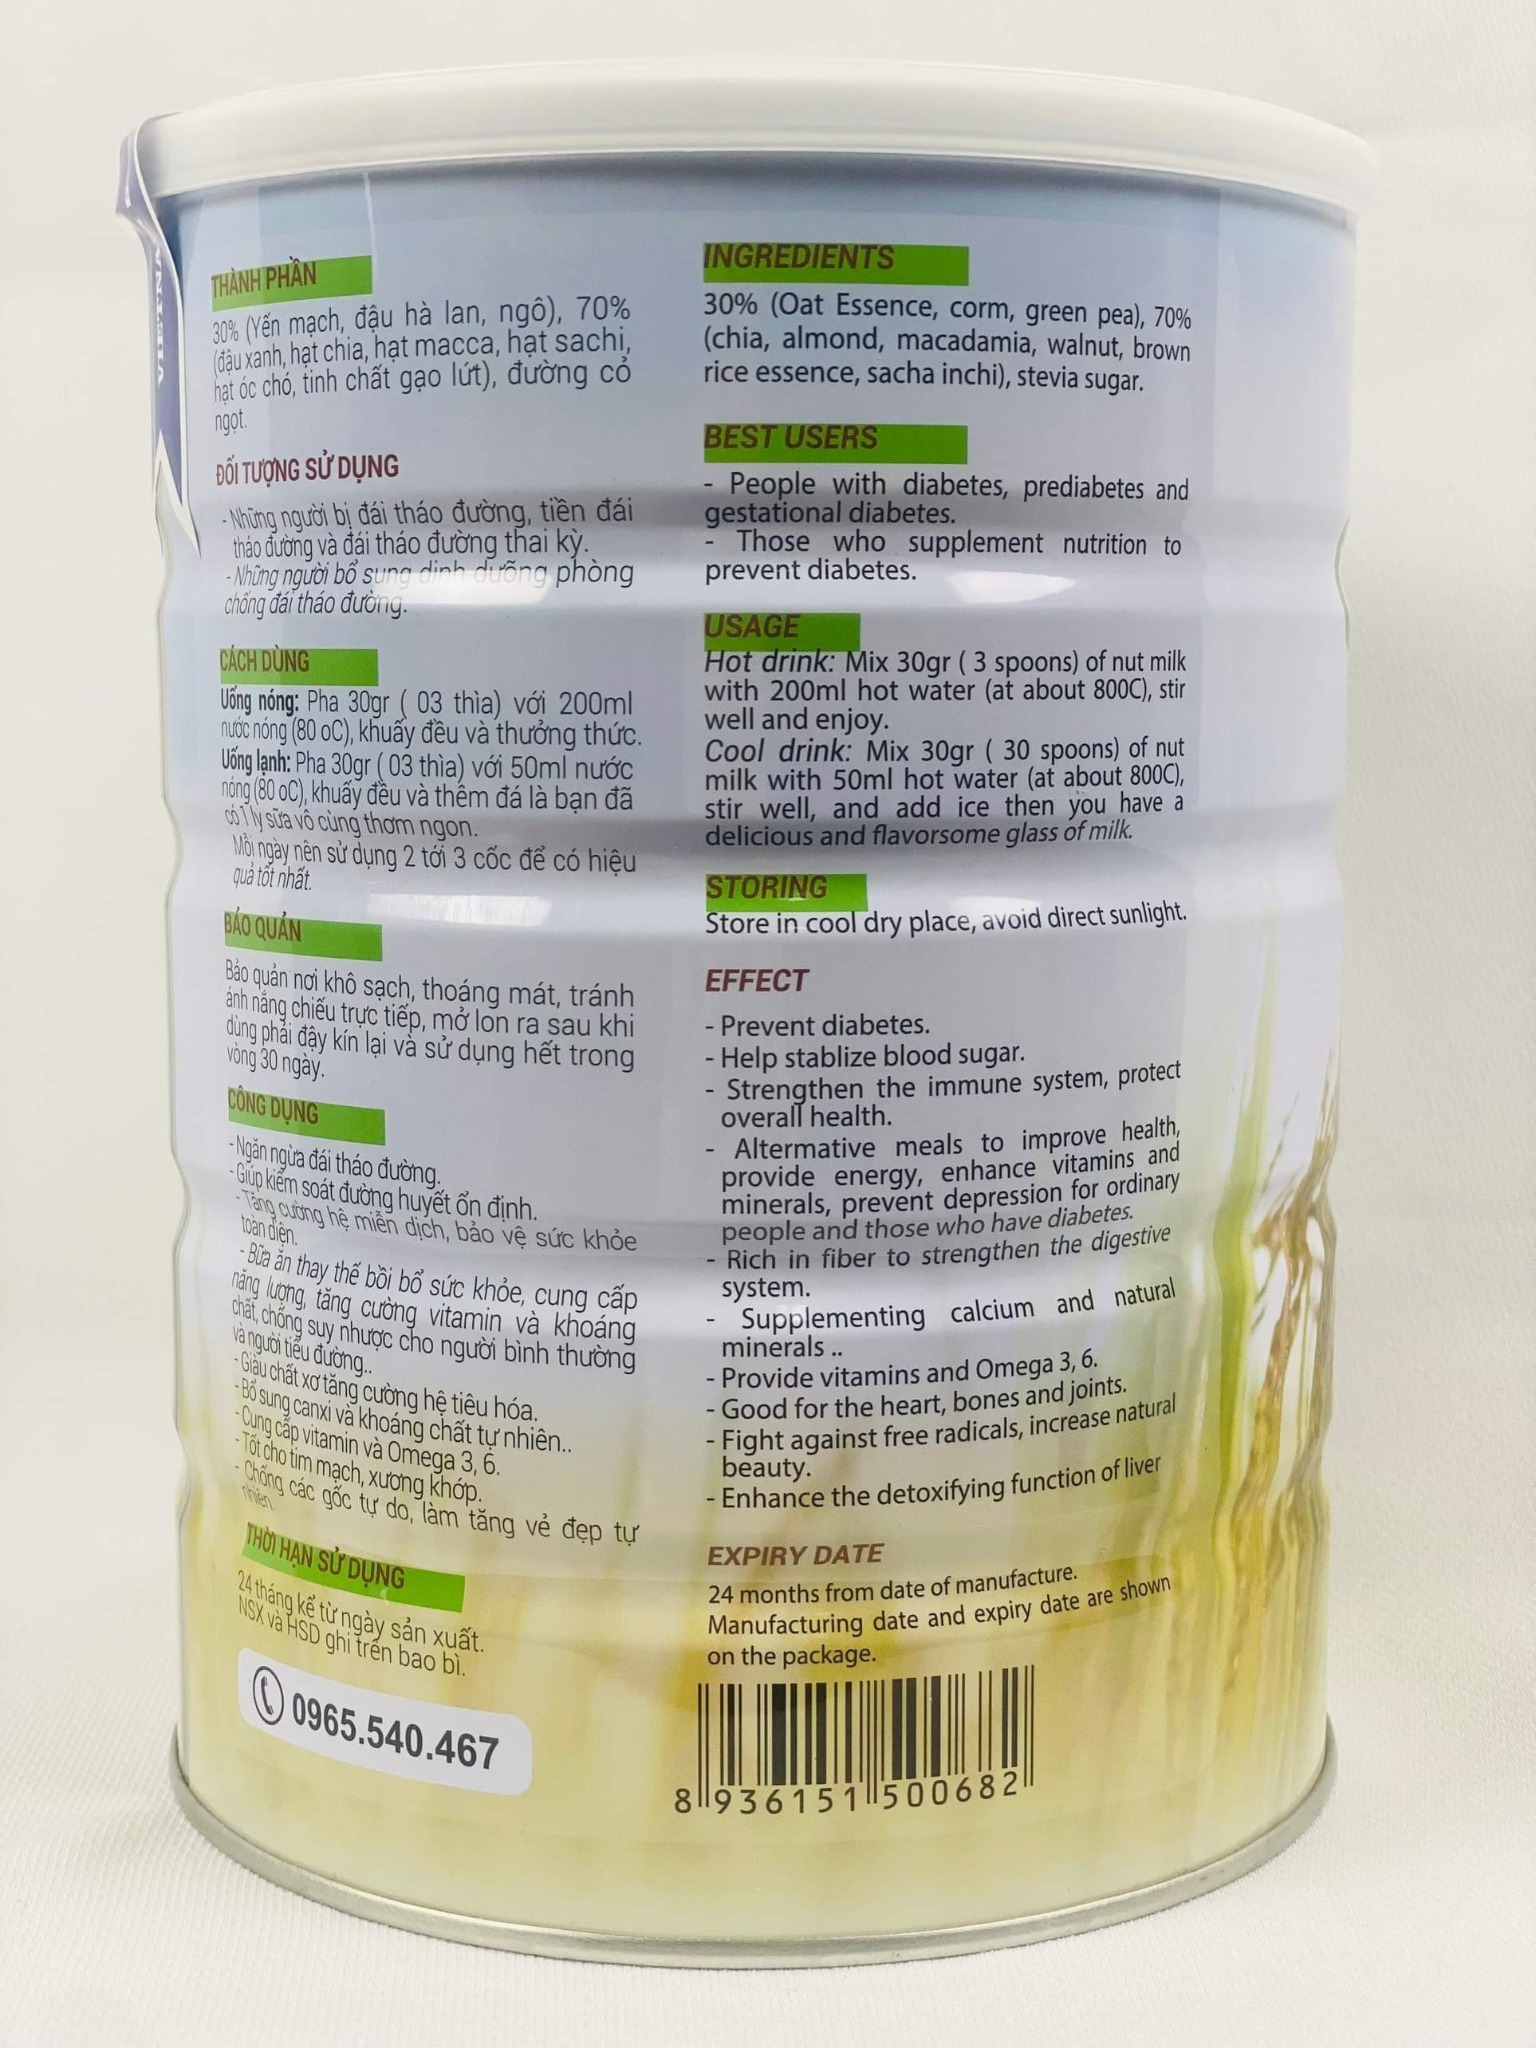 THÀNH PHẦN
30% (Yến mạch, đậu hà lan, ngô), 70%
(đậu xanh, hạt chia, hạt macca, hạt sachi,
hạt óc chó, tinh chất gạo lứt), đường cỏ
ngọt.
ĐỐI TƯỢNG SỬ DỤNG
- Những người bị đái tháo đường, tiền đái
tháo đường và đái tháo đường thai kỳ.
- Những người bổ sung dinh dưỡng phòng
chống đái tháo đường.
CÁCH DÙNG
Uống nóng: Pha 30gr ( 03 thìa) với 200ml
nước nóng (80 oC), khuấy đều và thưởng thức.
Uống lạnh: Pha 30gr ( 03 thìa) với 50ml nước
nóng (80 oC), khuấy đều và thêm đá là bạn đã
có 1 ly sữa vô cùng thơm ngon.
Mỗi ngày nên sử dụng 2 tới 3 cốc để có hiệu
quả tốt nhất.
BẢO QUẢN
Bảo quản nơi khô sạch, thoáng mát, tránh
ánh nắng chiếu trực tiếp, mở lon ra sau khi
dùng phải đậy kín lại và sử dụng hết trong
vòng 30 ngày.
CÔNG DỤNG
- Ngăn ngừa đái tháo đường.
- Giúp kiểm soát đường huyết ổn định.
- Tăng cường hệ miễn dịch, bảo vệ sức khỏe
toàn diện.
- Bữa ăn thay thế bồi bổ sức khỏe, cung cấp
năng lượng, tăng cường vitamin và khoáng
chất, chống suy nhược cho người bình thường
và người tiểu đường..
- Giàu chất xơ tăng cường hệ tiêu hóa.
- Bổ sung canxi và khoáng chất tự nhiên..
- Cung cấp vitamin và Omega 3, 6.
- Tốt cho tim mạch, xương khớp.
- Chống các gốc tự do, làm tăng vẻ đẹp tự
nhiên.
THỜI HẠN SỬ DỤNG
24 tháng kể từ ngày sản xuất.
NSX và HSD ghi trên bao bì.
0965.540.467
INGREDIENTS
30% (Oat Essence, corm, green pea), 70%
(chia, almond, macadamia, walnut, brown
rice essence, sacha inchi), stevia sugar.
BEST USERS
- People with diabetes, prediabetes and
gestational diabetes.
- Those who supplement nutrition to
prevent diabetes.
USAGE
Hot drink: Mix 30gr ( 3 spoons) of nut milk
with 200ml hot water (at about 800C), stir
well and enjoy.
Cool drink: Mix 30gr ( 30 spoons) of nut
milk with 50ml hot water (at about 800C),
stir well, and add ice then you have a
delicious and flavorsome glass of milk.
STORING
Store in cool dry place, avoid direct sunlight.
EFFECT
- Prevent diabetes.
- Help stablize blood sugar.
- Strengthen the immune system, protect
overall health.
- Altermative meals to improve health,
provide energy, enhance vitamins and
minerals, prevent depression for ordinary
people and those who have diabetes.
- Rich in fiber to strengthen the digestive
system.
- Supplementing calcium and natural
minerals ..
- Provide vitamins and Omega 3, 6.
- Good for the heart, bones and joints.
- Fight against free radicals, increase natural
beauty.
- Enhance the detoxifying function of liver
EXPIRY DATE
24 months from date of manufacture.
Manufacturing date and expiry date are shown
on the package.
8 936151 500682